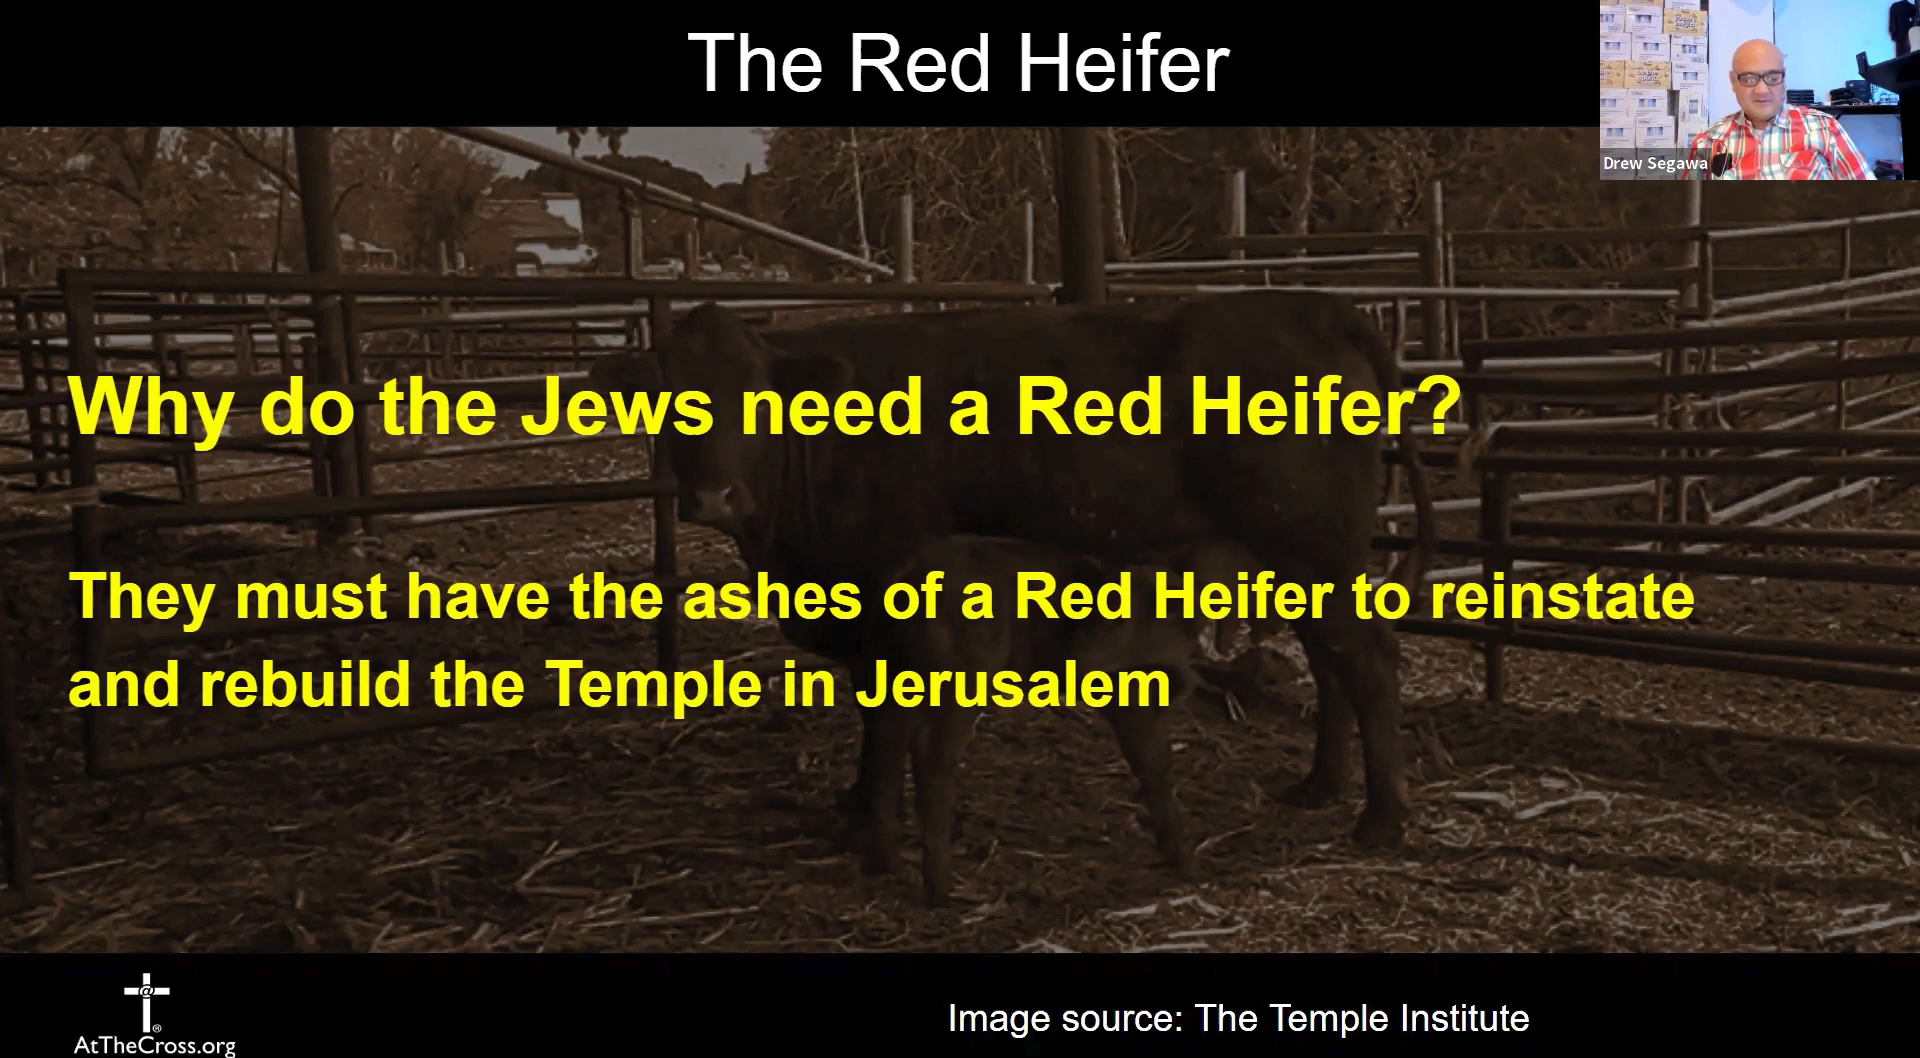 The Red Heifer
Drew Segawa
Why do the Jews need a Red Heifer?
They must have the ashes of a Red Heifer to reinstate
and rebuild the Temple in Jerusalem
@
®
AtTheCross.org
Image source: The Temple Institute